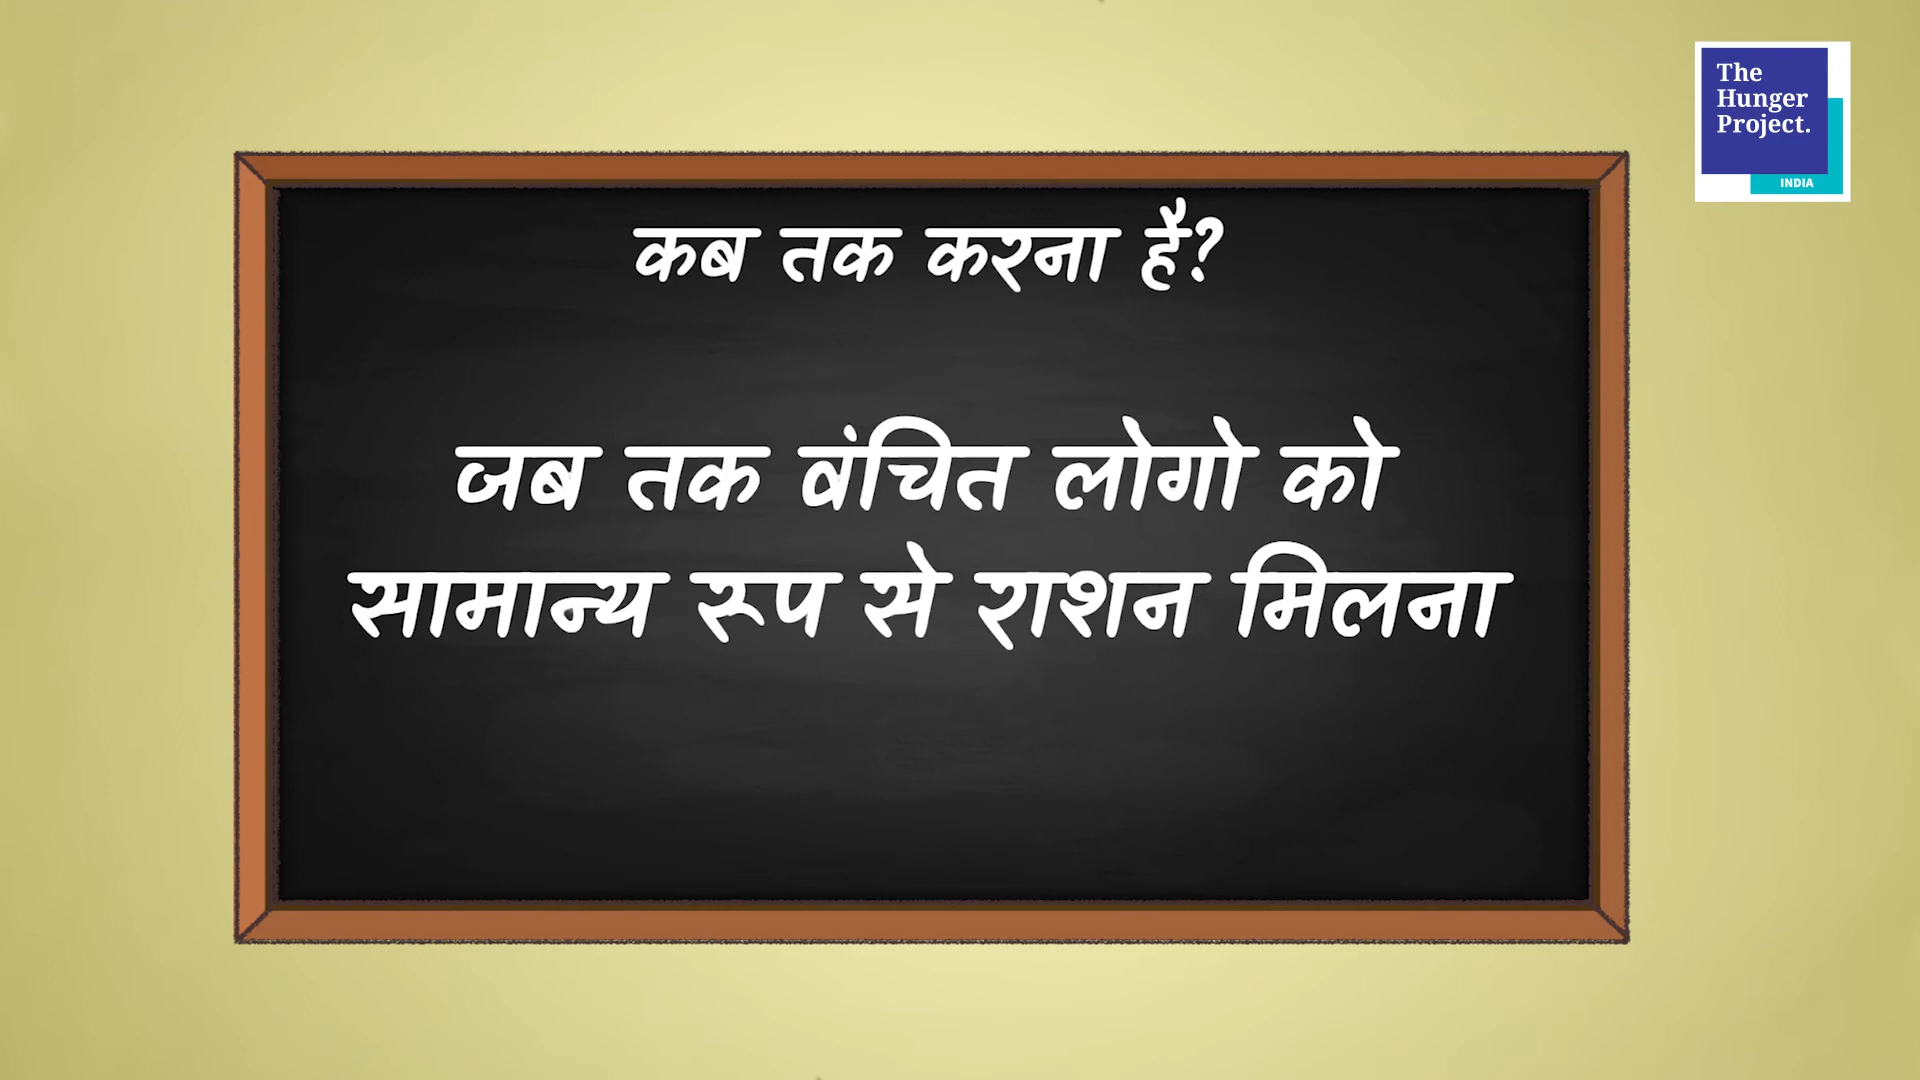 The
Hunger
Project.
INDIA
कब तक करना है?
जब तक वंचित लोगो को
सामान्य रूप से राशन मिलना